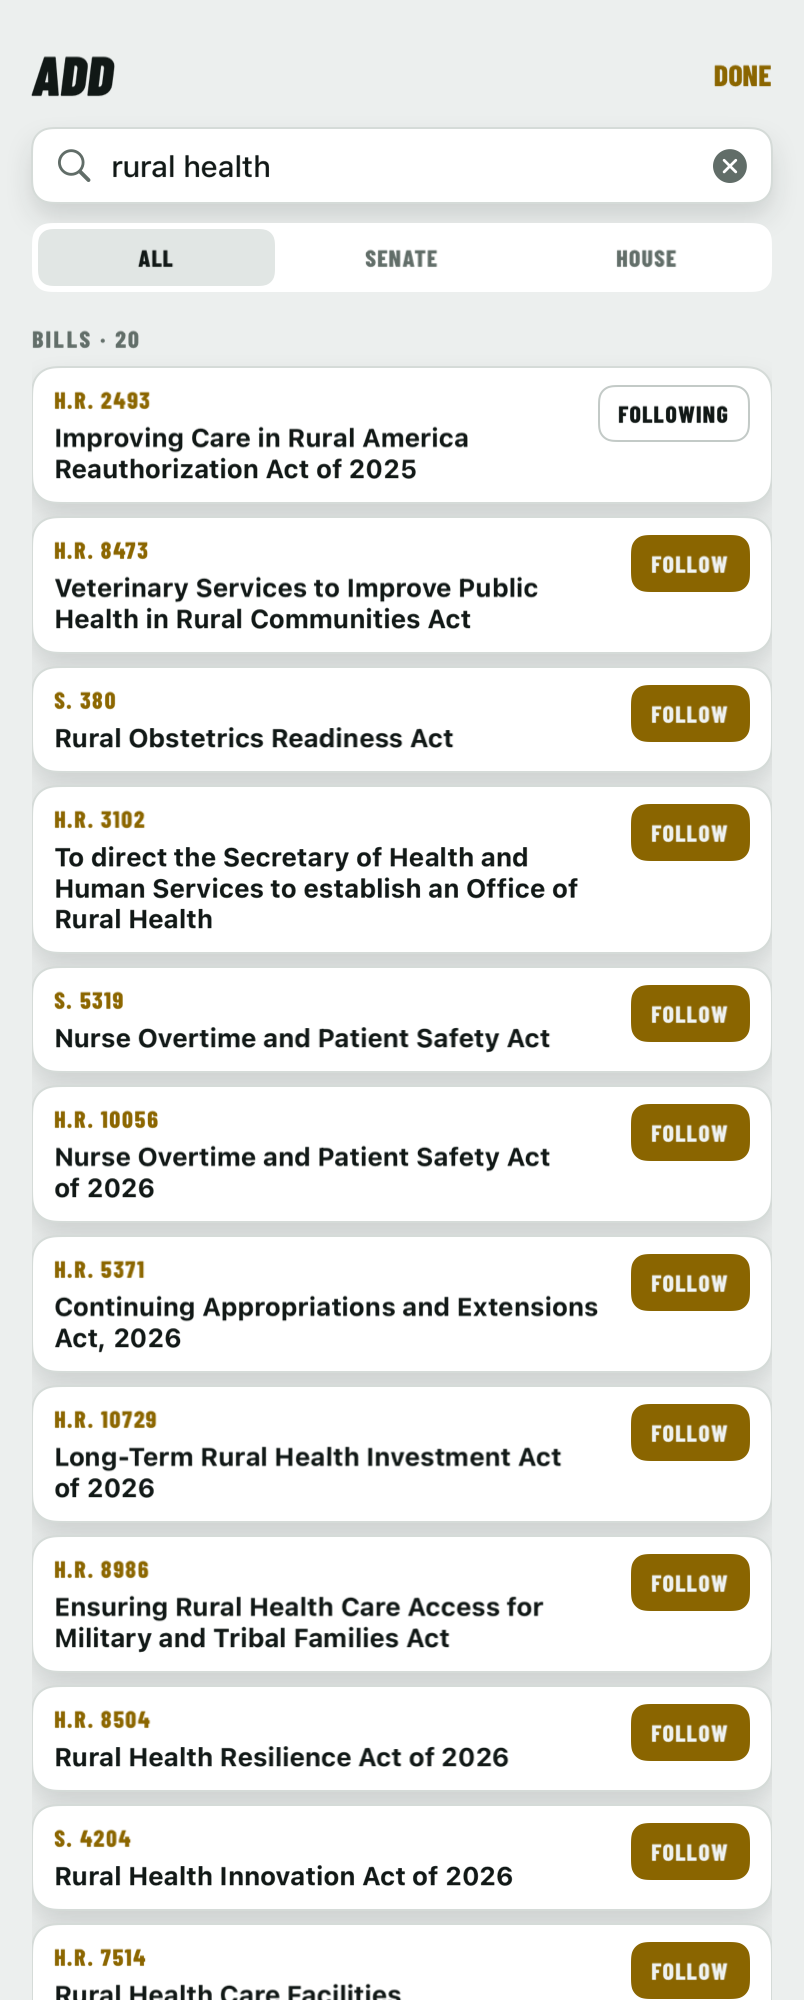 ADD
DONE
rural health
ALL
SENATE
HOUSE
BILLS · 20
H.R. 2493
FOLLOWING
Improving Care in Rural America
Reauthorization Act of 2025
H.R. 8473
FOLLOW
Veterinary Services to Improve Public
Health in Rural Communities Act
S. 380
FOLLOW
Rural Obstetrics Readiness Act
H.R. 3102
FOLLOW
To direct the Secretary of Health and
Human Services to establish an Office of
Rural Health
S. 5319
FOLLOW
Nurse Overtime and Patient Safety Act
H.R. 10056
FOLLOW
Nurse Overtime and Patient Safety Act
of 2026
H.R. 5371
FOLLOW
Continuing Appropriations and Extensions
Act, 2026
H.R. 10729
FOLLOW
Long-Term Rural Health Investment Act
of 2026
H.R. 8986
FOLLOW
Ensuring Rural Health Care Access for
Military and Tribal Families Act
H.R. 8504
FOLLOW
Rural Health Resilience Act of 2026
S. 4204
FOLLOW
Rural Health Innovation Act of 2026
H.R. 7514
FOLLOW
Rural Health Care Facilities